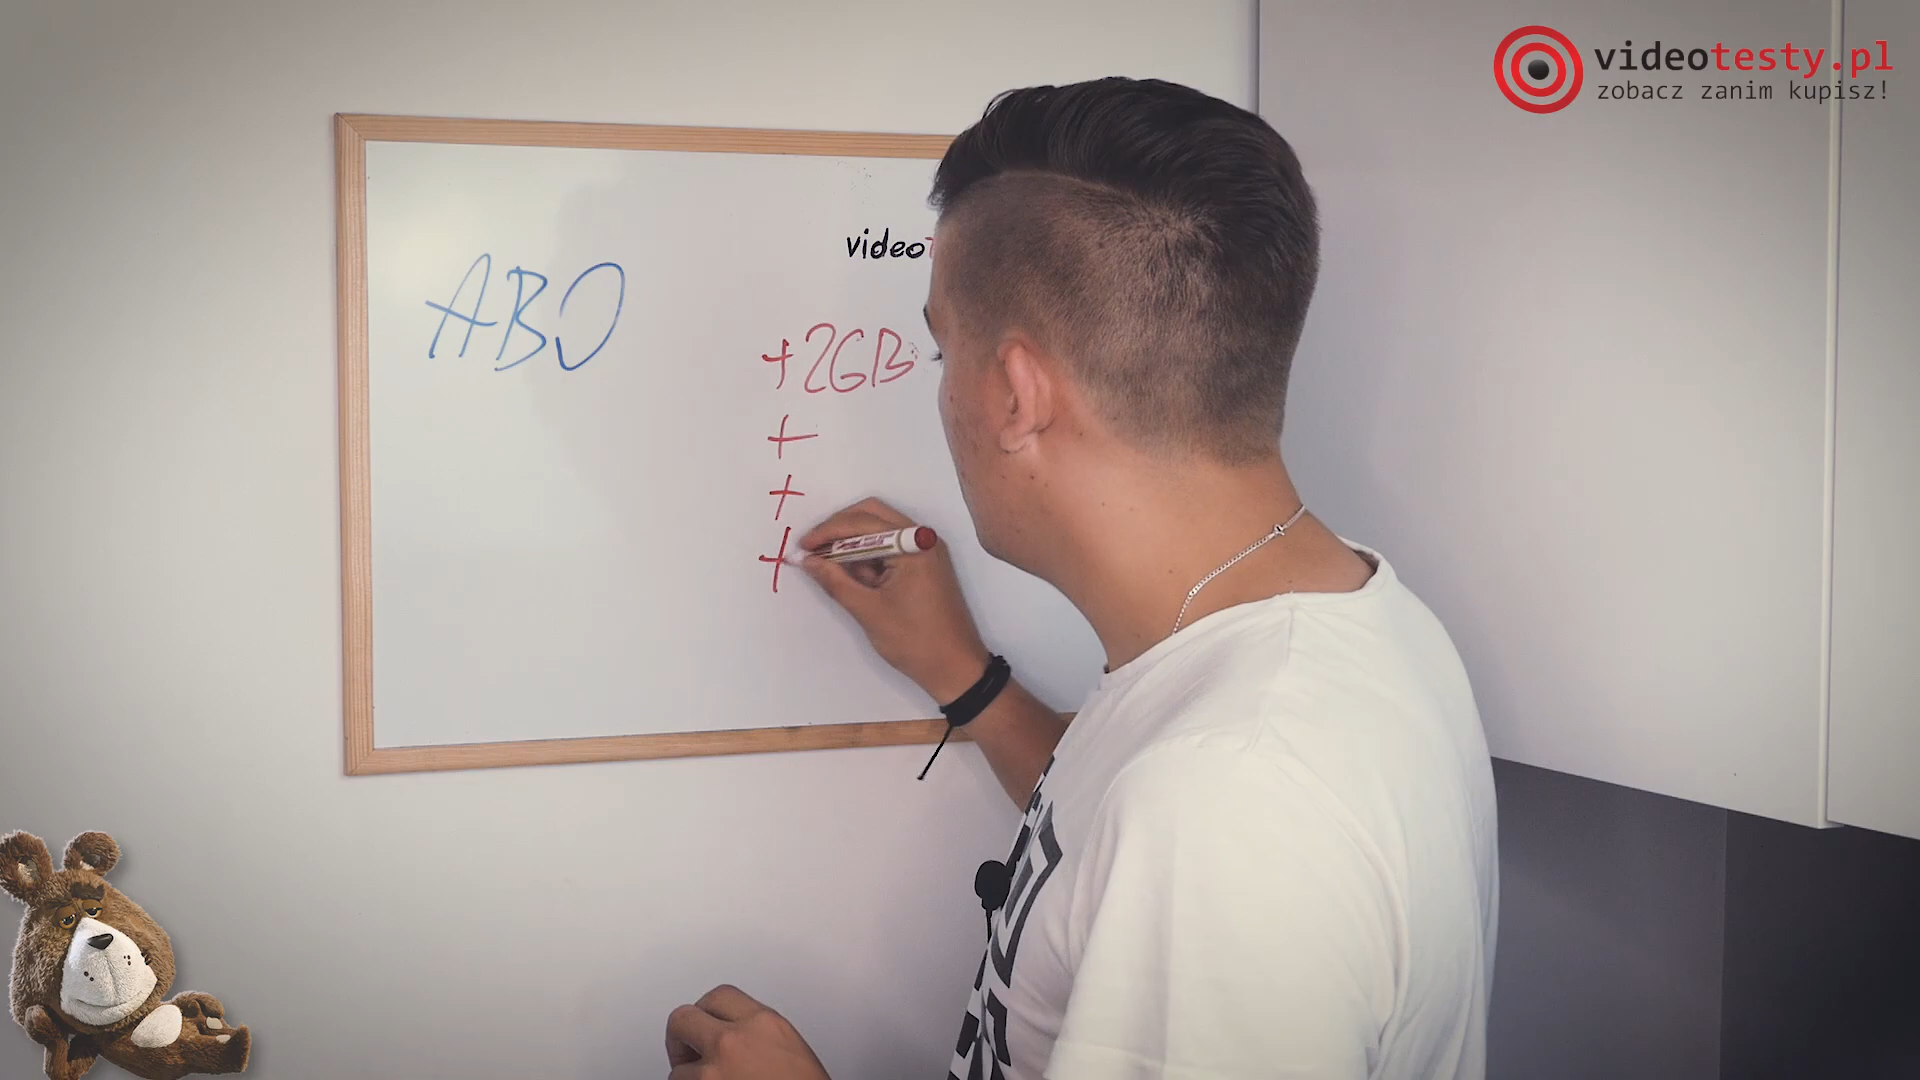 videotesty.pl
zobacz zanim kupisz!
video
ABO
+2GB
+
+
+